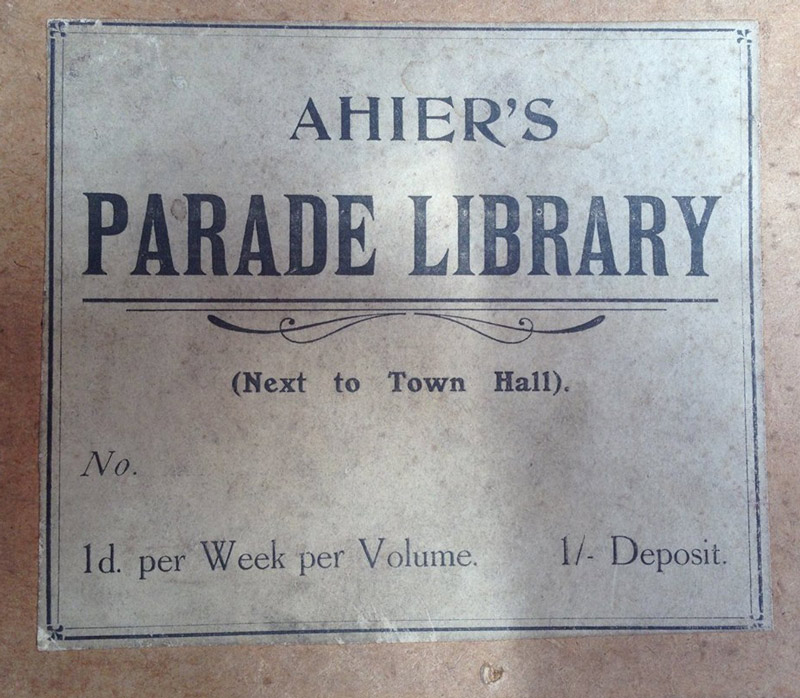 AHIER'S
PARADE LIBRARY
(Next to Town Hall).
No.
1d. per Week per Volume. 1/- Deposit.